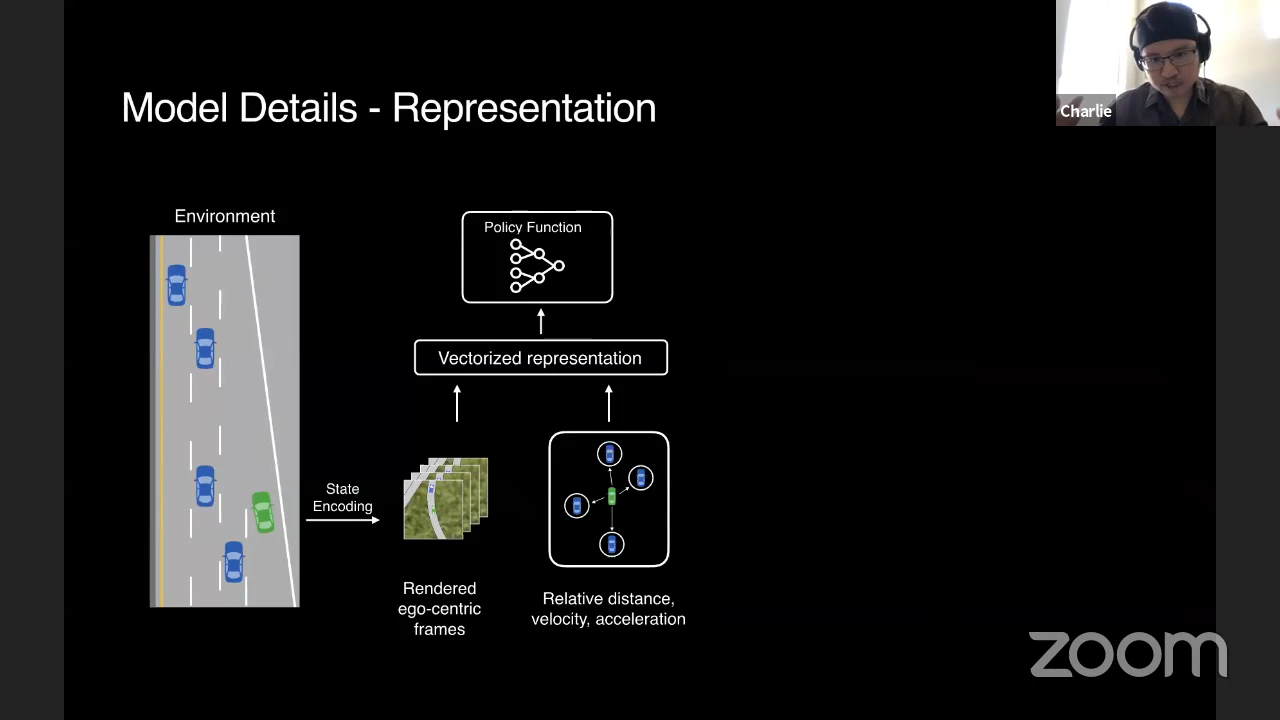 Charlie
Model Details - Representation
Environment
Policy Function
Vectorized representation
State
Encoding
Rendered
ego-centric
frames
Relative distance,
velocity, acceleration
zoom